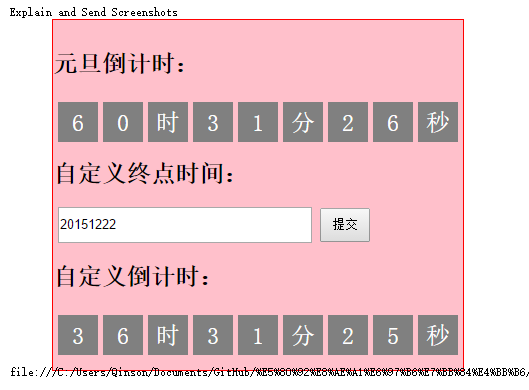 Explain and Send Screenshots
元旦倒计时：
60时31分26秒
自定义终点时间：
20151222 提交
自定义倒计时：
36时31分25秒
file:///C:/Users/Qinson/Documents/GitHub/%E5%80%92%E8%AE%A1%E6%97%B6%E7%BB%84%E4%BB%B6/